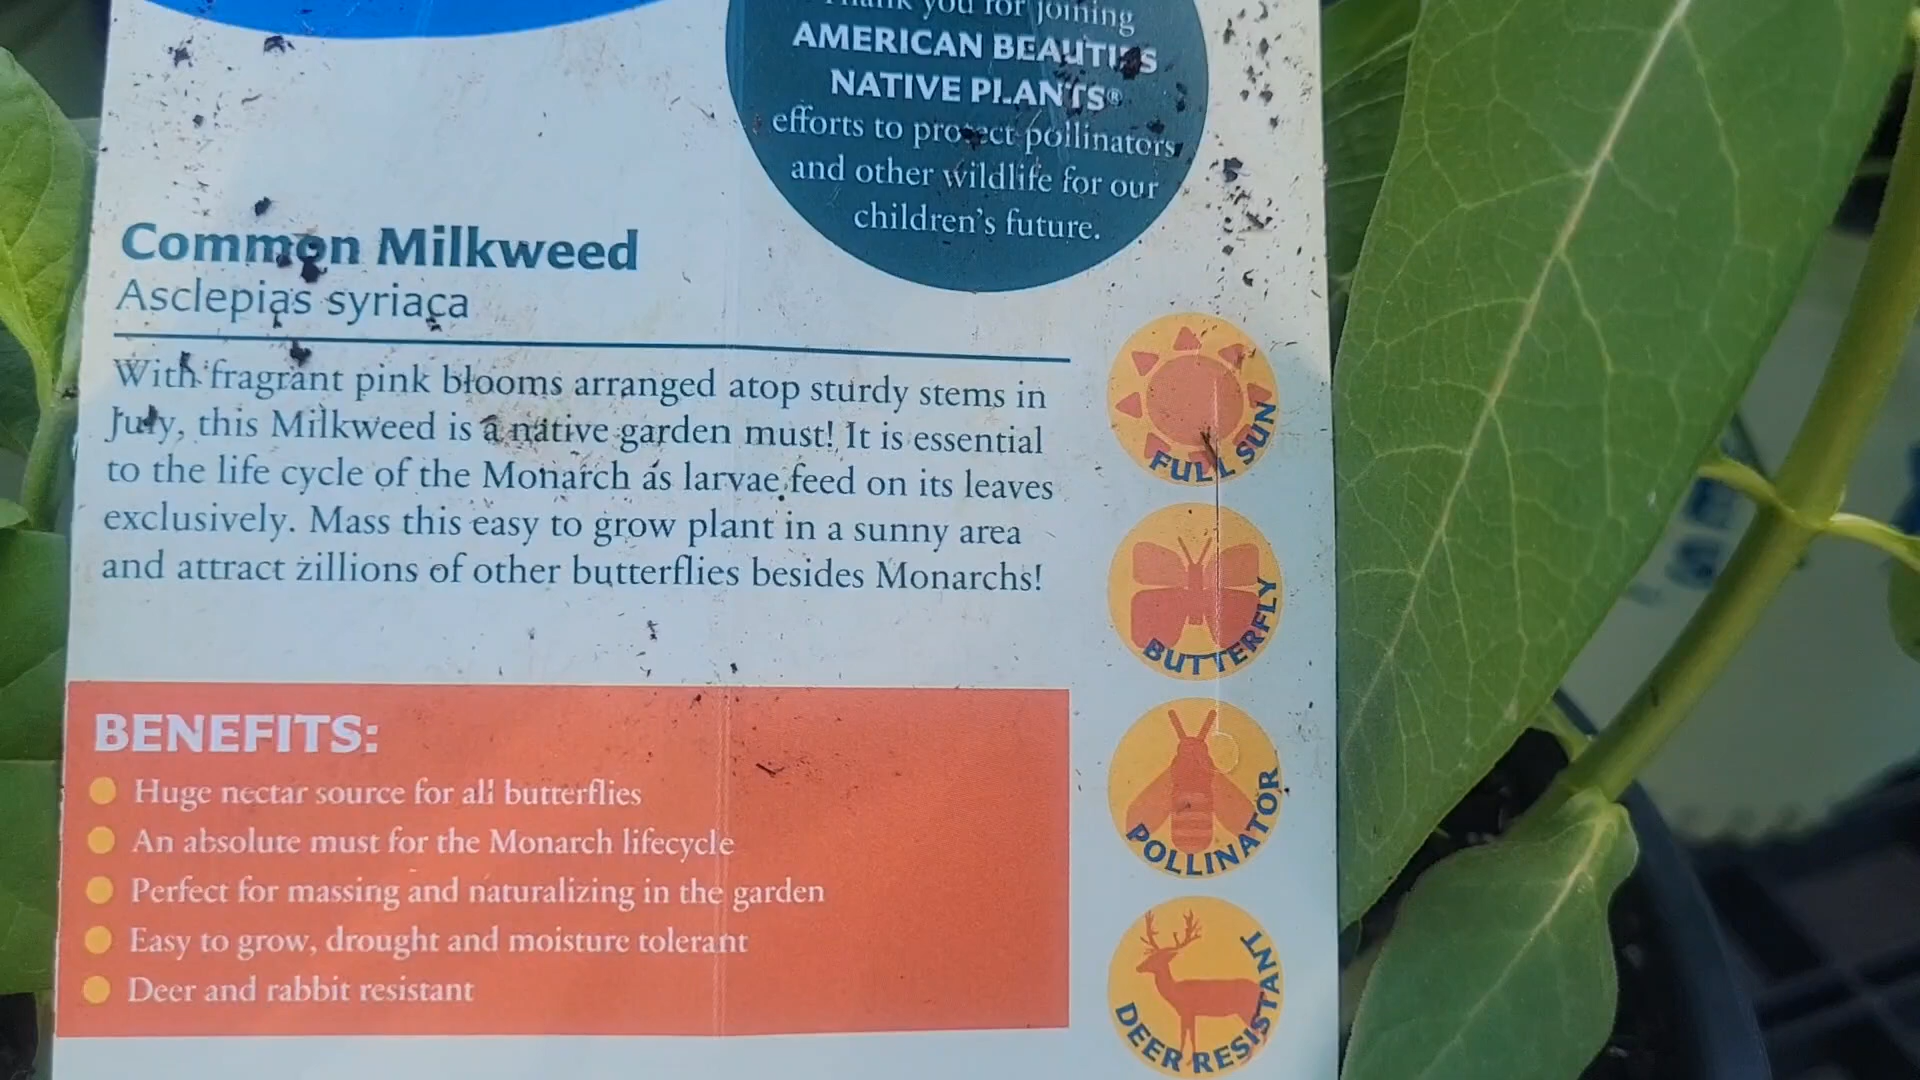 Thank you for joining
AMERICAN BEAUTIES
NATIVE PLANTS®
efforts to protect pollinators
and other wildlife for our
children's future.
Common Milkweed
Asclepias syriaca
With fragrant pink blooms arranged atop sturdy stems in
July, this Milkweed is a native garden must! It is essential
to the life cycle of the Monarch as larvae feed on its leaves
exclusively. Mass this easy to grow plant in a sunny area
and attract zillions of other butterflies besides Monarchs!
FULL SUN
BUTTERFLY
POLLINATOR
DEER RESISTANT
BENEFITS:
Huge nectar source for all butterflies
An absolute must for the Monarch lifecycle
Perfect for massing and naturalizing in the garden
Easy to grow, drought and moisture tolerant
Deer and rabbit resistant